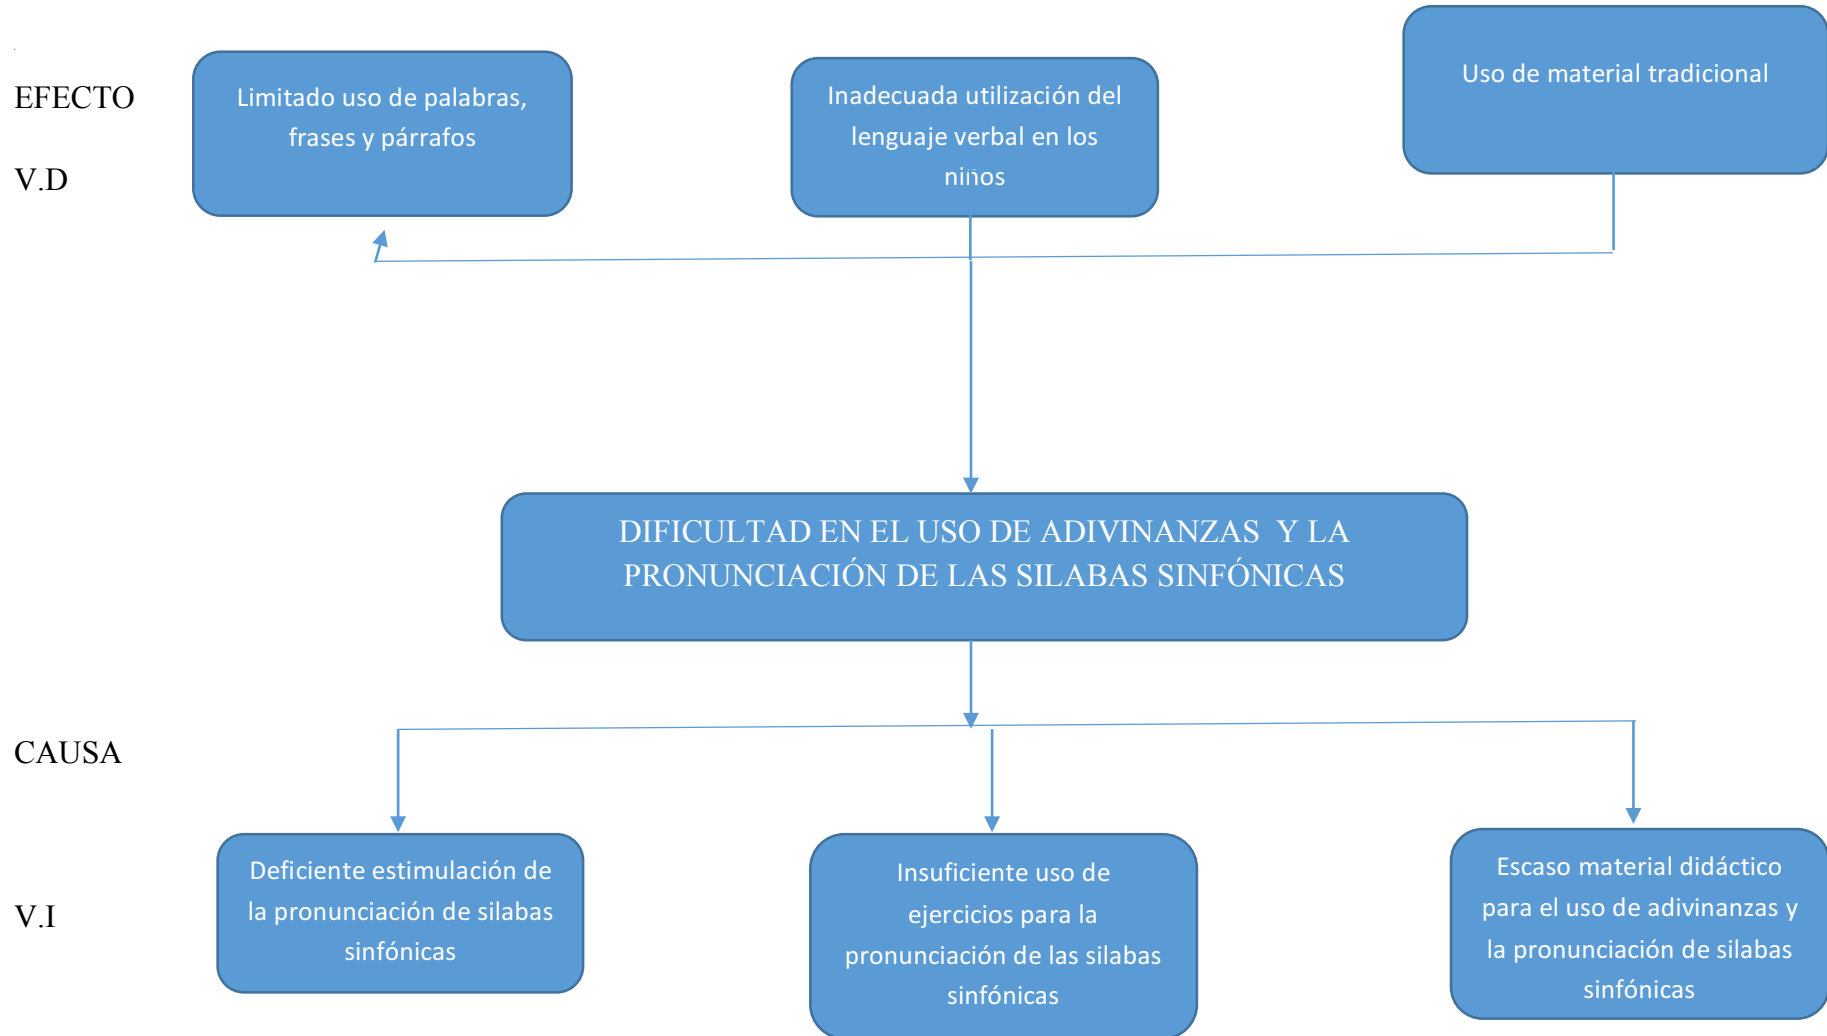 EFECTO
V.D
Limitado uso de palabras,
frases y párrafos
Inadecuada utilización del
lenguaje verbal en los
niños
Uso de material tradicional
DIFICULTAD EN EL USO DE ADIVINANZAS Y LA
PRONUNCIACIÓN DE LAS SILABAS SINFÓNICAS
CAUSA
V.I
Deficiente estimulación de
la pronunciación de silabas
sinfónicas
Insuficiente uso de
ejercicios para la
pronunciación de las silabas
sinfónicas
Escaso material didáctico
para el uso de adivinanzas y
la pronunciación de silabas
sinfónicas